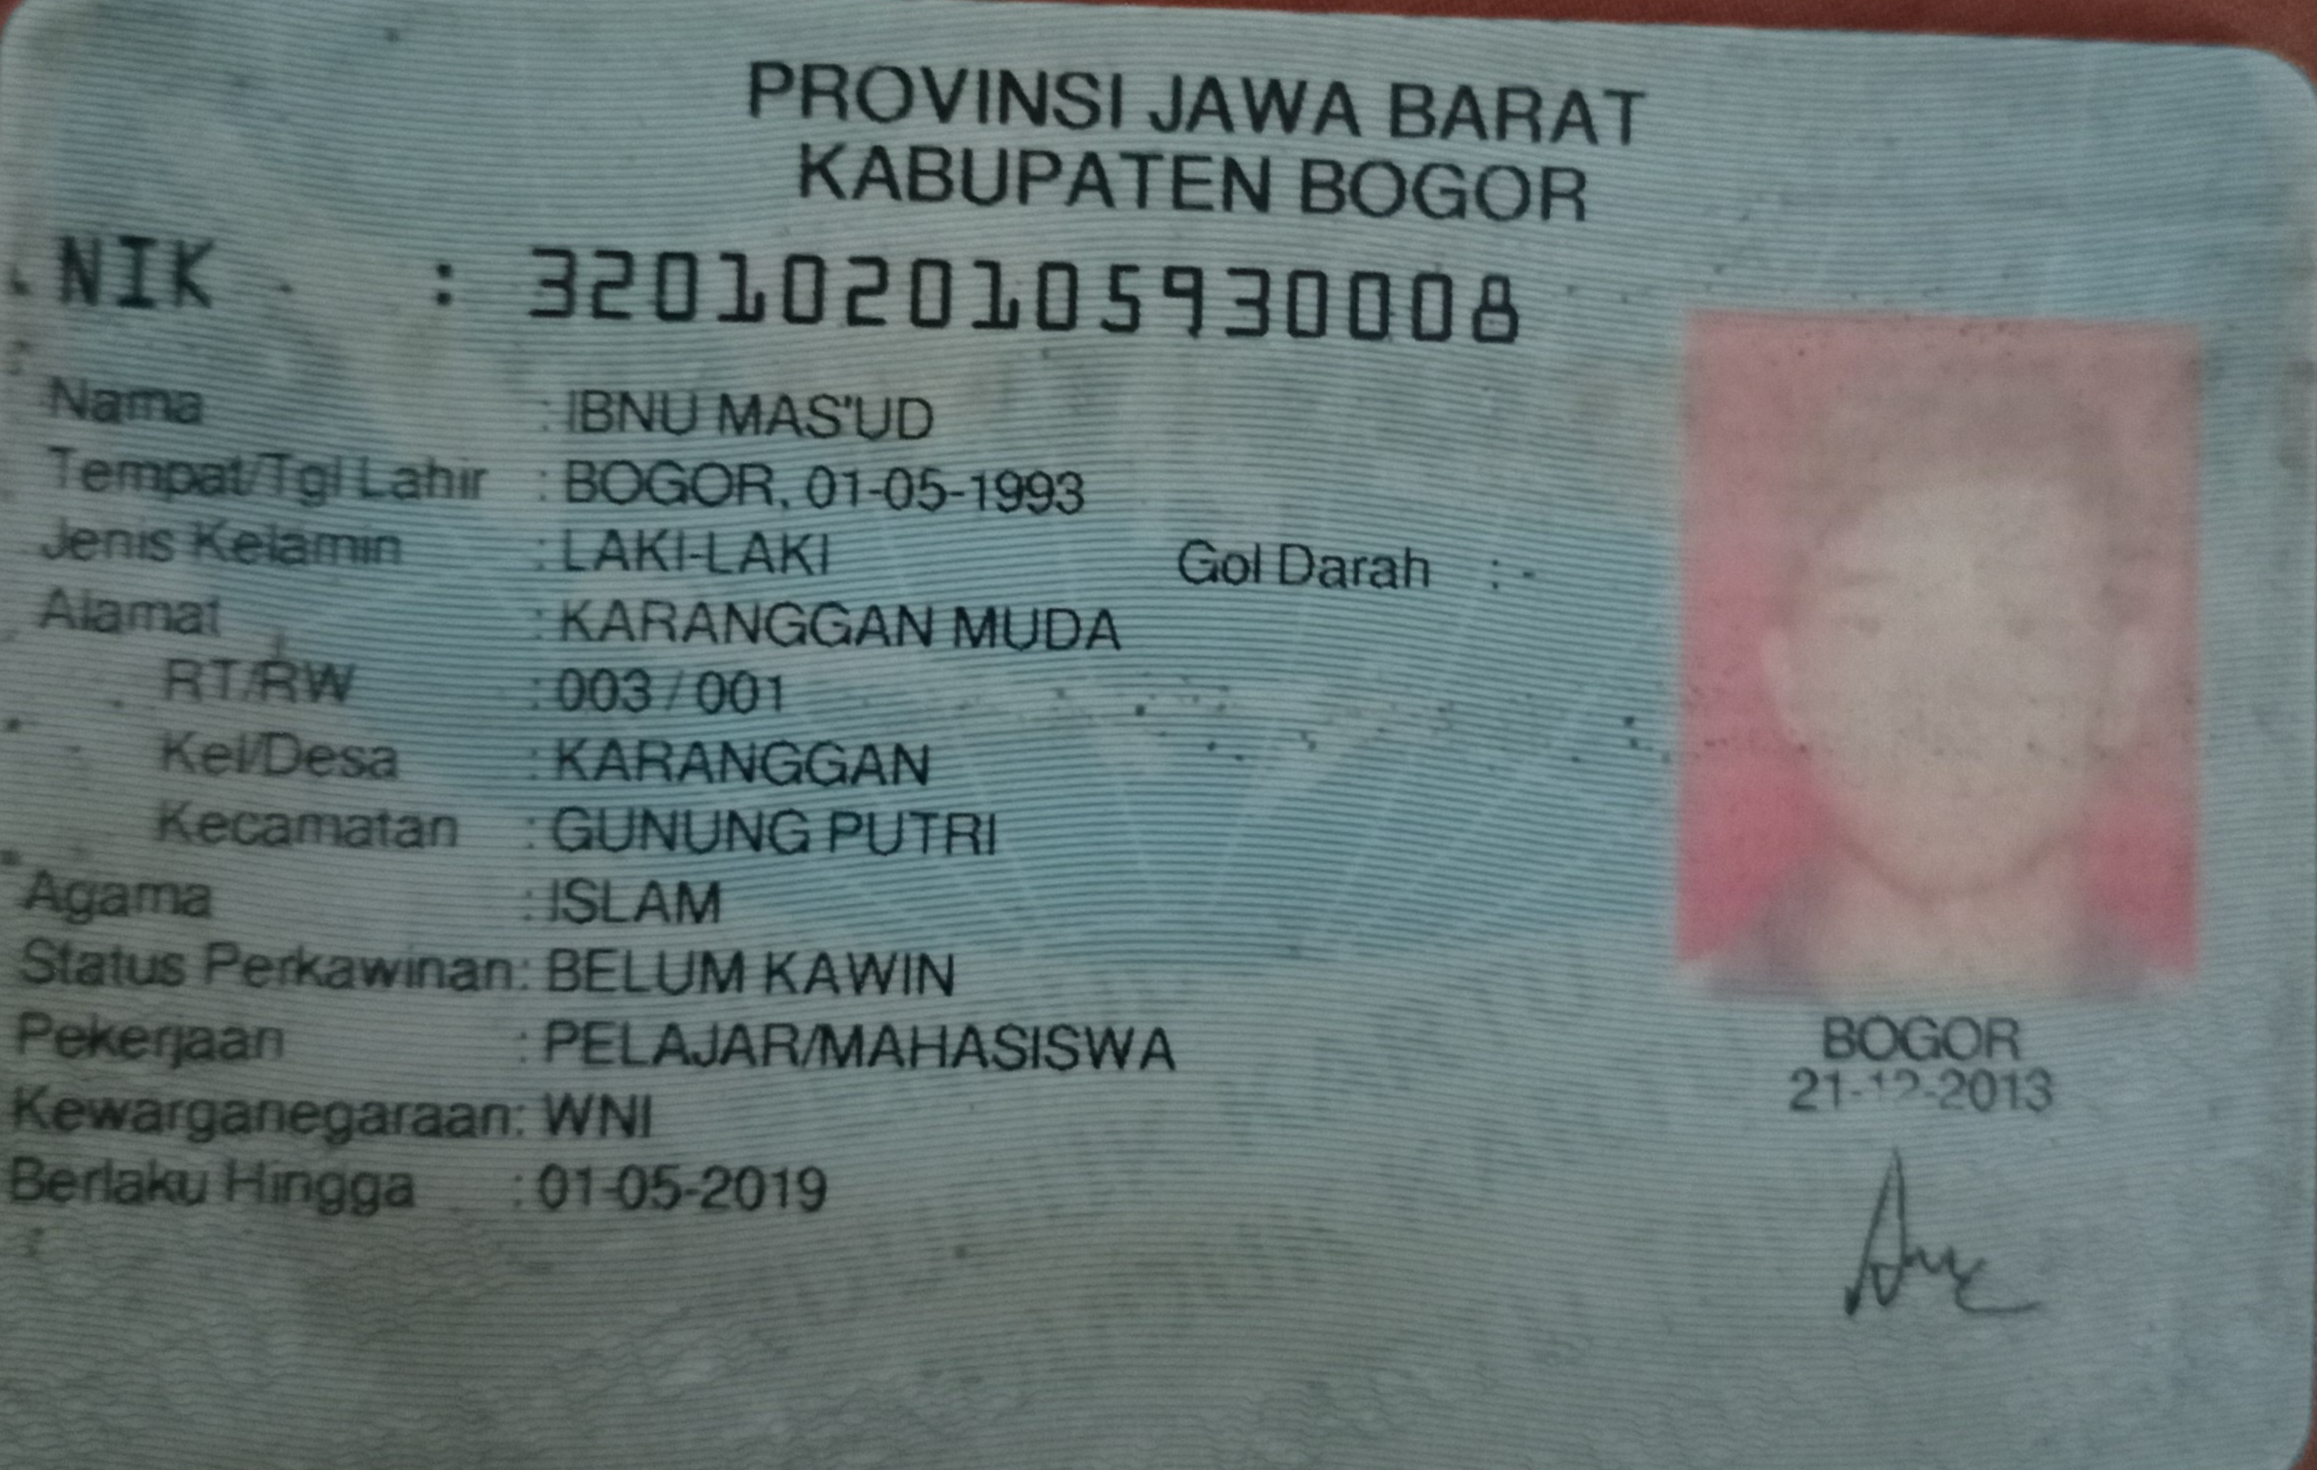 PROVINSI JAWA BARAT
KABUPATEN BOGOR
NIK : 3201020105930008
Nama : IBNU MAS'UD
Tempat/Tgl Lahir : BOGOR, 01-05-1993
Jenis Kelamin : LAKI-LAKI Gol Darah : -
Alamat : KARANGGAN MUDA
RT/RW : 003 / 001
Kel/Desa : KARANGGAN
Kecamatan : GUNUNG PUTRI
Agama : ISLAM
Status Perkawinan: BELUM KAWIN
Pekerjaan : PELAJAR/MAHASISWA
Kewarganegaraan: WNI
Berlaku Hingga : 01-05-2019
BOGOR
21-12-2013